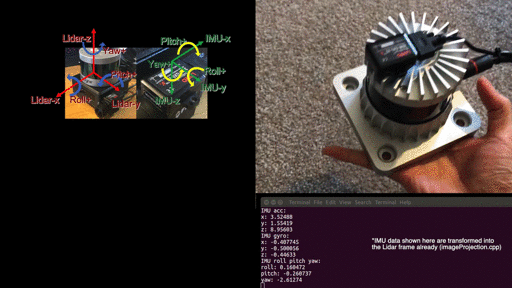 Lidar-z
Yaw+
Pitch+
Lidar-x
Roll+
Lidar-y
Pitch+
IMU-x
Yaw+
Roll+
IMU-y
IMU-z
Terminal File Edit View Search Terminal Help
IMU acc:
x: 3.52488
y: 1.55419
z: 8.95603
IMU gyro:
x: -0.407745
y: -0.500056
z: -0.44633
IMU roll pitch yaw:
roll: 0.160472
pitch: -0.260737
yaw: -2.61274
*IMU data shown here are transformed into
the Lidar frame already (imageProjection.cpp)